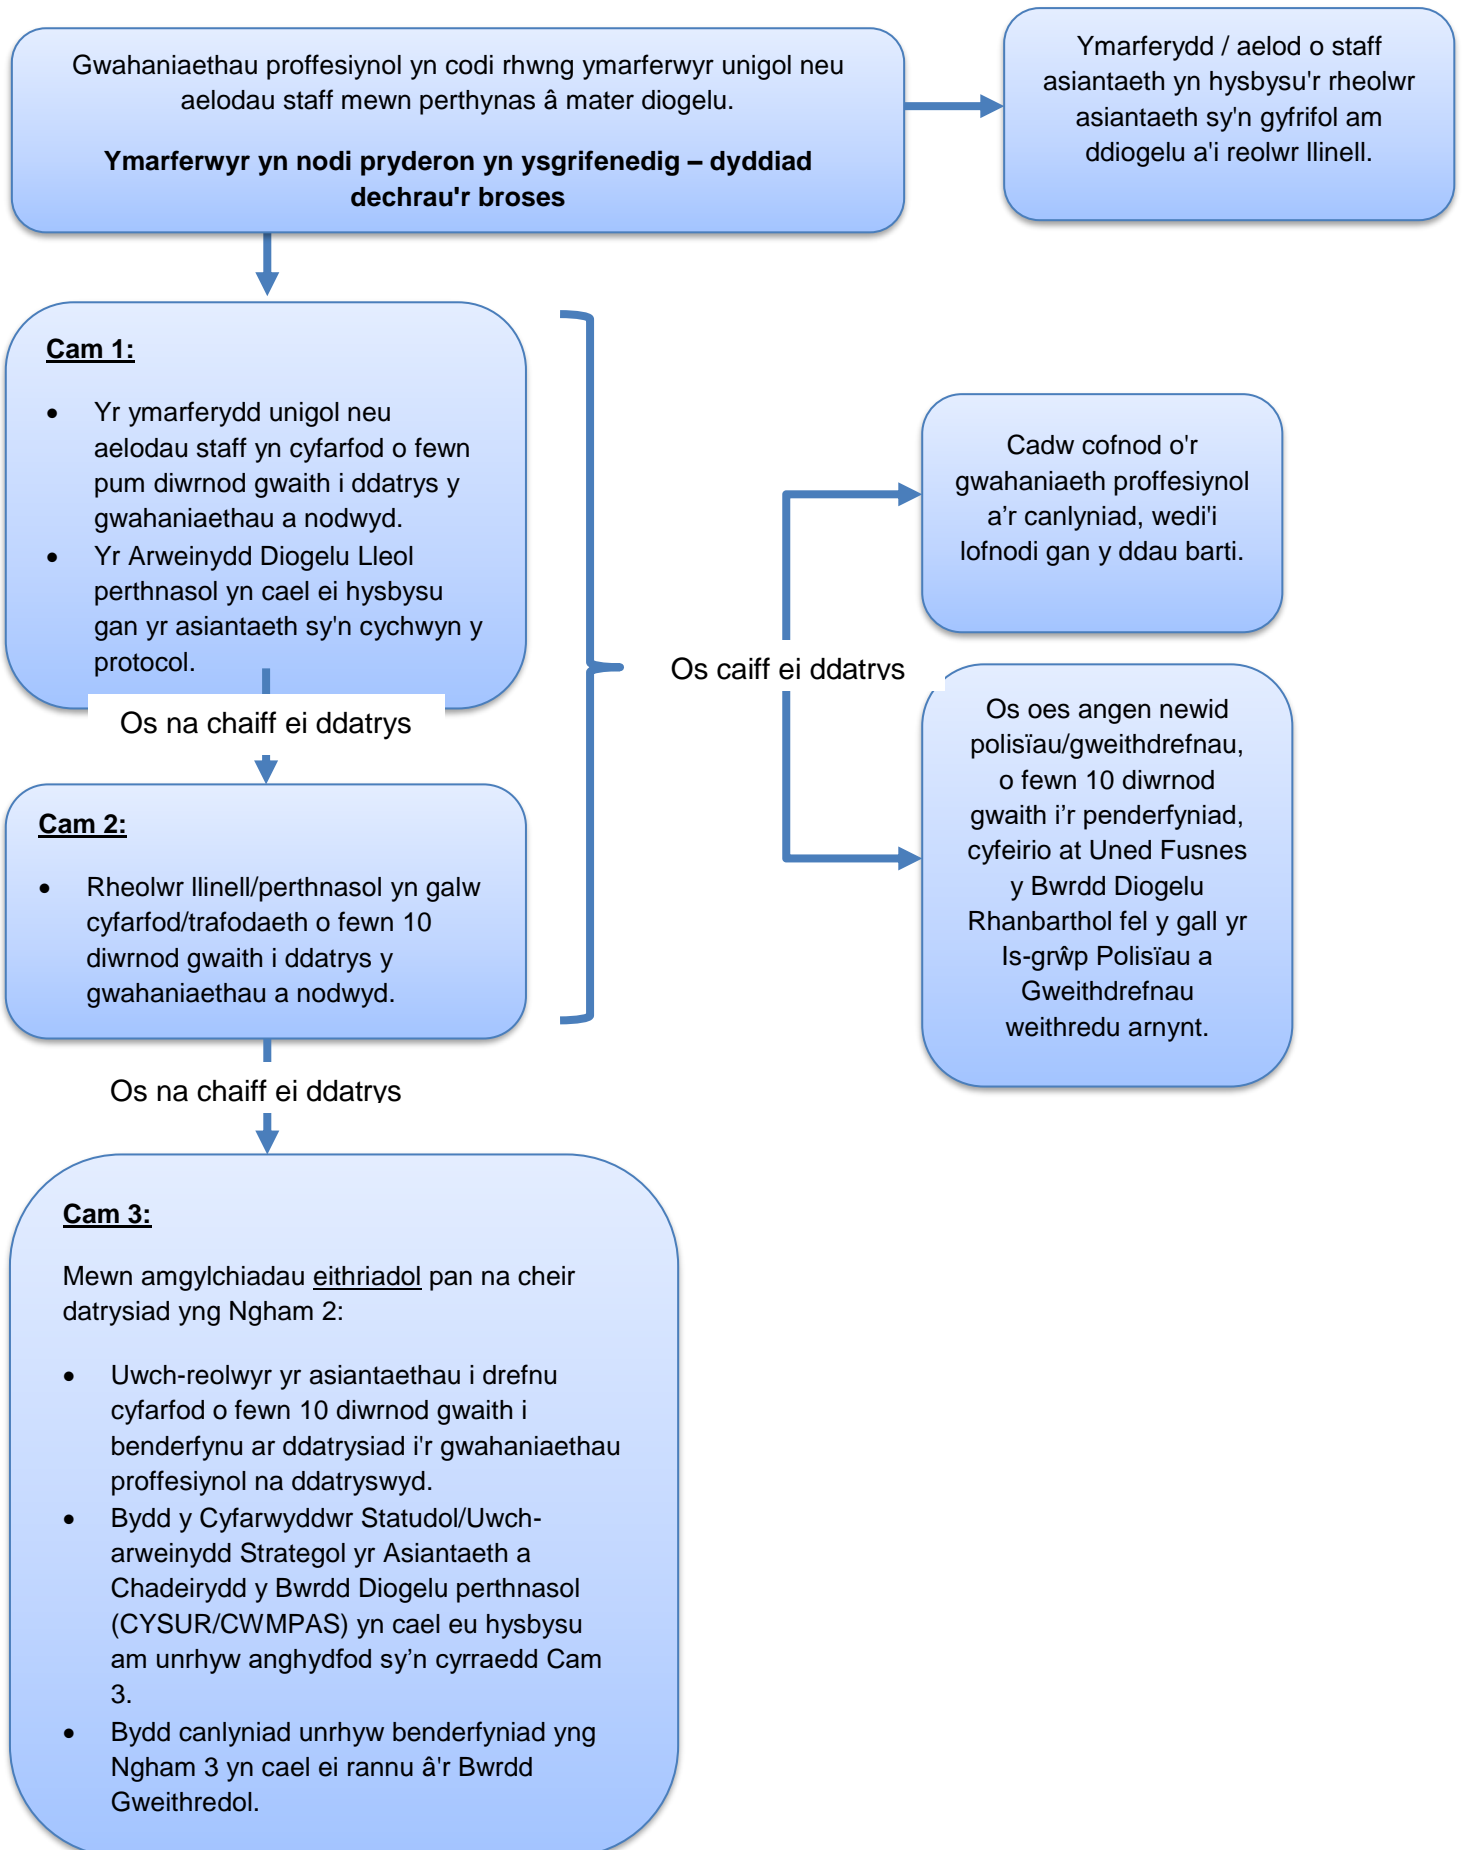 Gwahaniaethau proffesiynol yn codi rhwng ymarferwyr unigol neu
aelodau staff mewn perthynas â mater diogelu.
Ymarferwyr yn nodi pryderon yn ysgrifenedig – dyddiad
dechrau'r broses
Ymarferydd / aelod o staff
asiantaeth yn hysbysu'r rheolwr
asiantaeth sy'n gyfrifol am
ddiogelu a'i reolwr llinell.
Cam 1:
• Yr ymarferydd unigol neu
aelodau staff yn cyfarfod o fewn
pum diwrnod gwaith i ddatrys y
gwahaniaethau a nodwyd.
• Yr Arweinydd Diogelu Lleol
perthnasol yn cael ei hysbysu
gan yr asiantaeth sy'n cychwyn y
protocol.
Os na chaiff ei ddatrys
Cam 2:
• Rheolwr llinell/perthnasol yn galw
cyfarfod/trafodaeth o fewn 10
diwrnod gwaith i ddatrys y
gwahaniaethau a nodwyd.
Os caiff ei ddatrys
Cadw cofnod o'r
gwahaniaeth proffesiynol
a’r canlyniad, wedi'i
lofnodi gan y ddau barti.
Os oes angen newid
polisïau/gweithdrefnau,
o fewn 10 diwrnod
gwaith i’r penderfyniad,
cyfeirio at Uned Fusnes
y Bwrdd Diogelu
Rhanbarthol fel y gall yr
Is-grŵp Polisïau a
Gweithdrefnau
weithredu arnynt.
Os na chaiff ei ddatrys
Cam 3:
Mewn amgylchiadau eithriadol pan na cheir
datrysiad yng Ngham 2:
• Uwch-reolwyr yr asiantaethau i drefnu
cyfarfod o fewn 10 diwrnod gwaith i
benderfynu ar ddatrysiad i'r gwahaniaethau
proffesiynol na ddatryswyd.
• Bydd y Cyfarwyddwr Statudol/Uwch-
arweinydd Strategol yr Asiantaeth a
Chadeirydd y Bwrdd Diogelu perthnasol
(CYSUR/CWMPAS) yn cael eu hysbysu
am unrhyw anghydfod sy’n cyrraedd Cam
3.
• Bydd canlyniad unrhyw benderfyniad yng
Ngham 3 yn cael ei rannu â'r Bwrdd
Gweithredol.